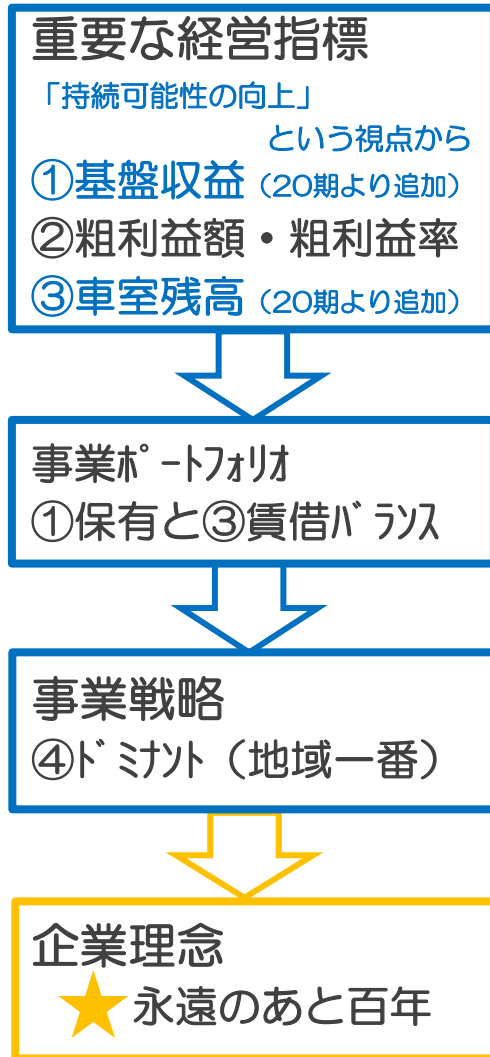 重要な経営指標
「持続可能性の向上」
という視点から
①基盤収益（20期より追加）
②粗利益額・粗利益率
③車室残高（20期より追加）
事業ﾎﾟｰﾄﾌｫﾘｵ
①保有と③賃借ﾊﾞﾗﾝｽ
事業戦略
④ﾄﾞﾐﾅﾝﾄ（地域一番）
企業理念
★永遠のあと百年